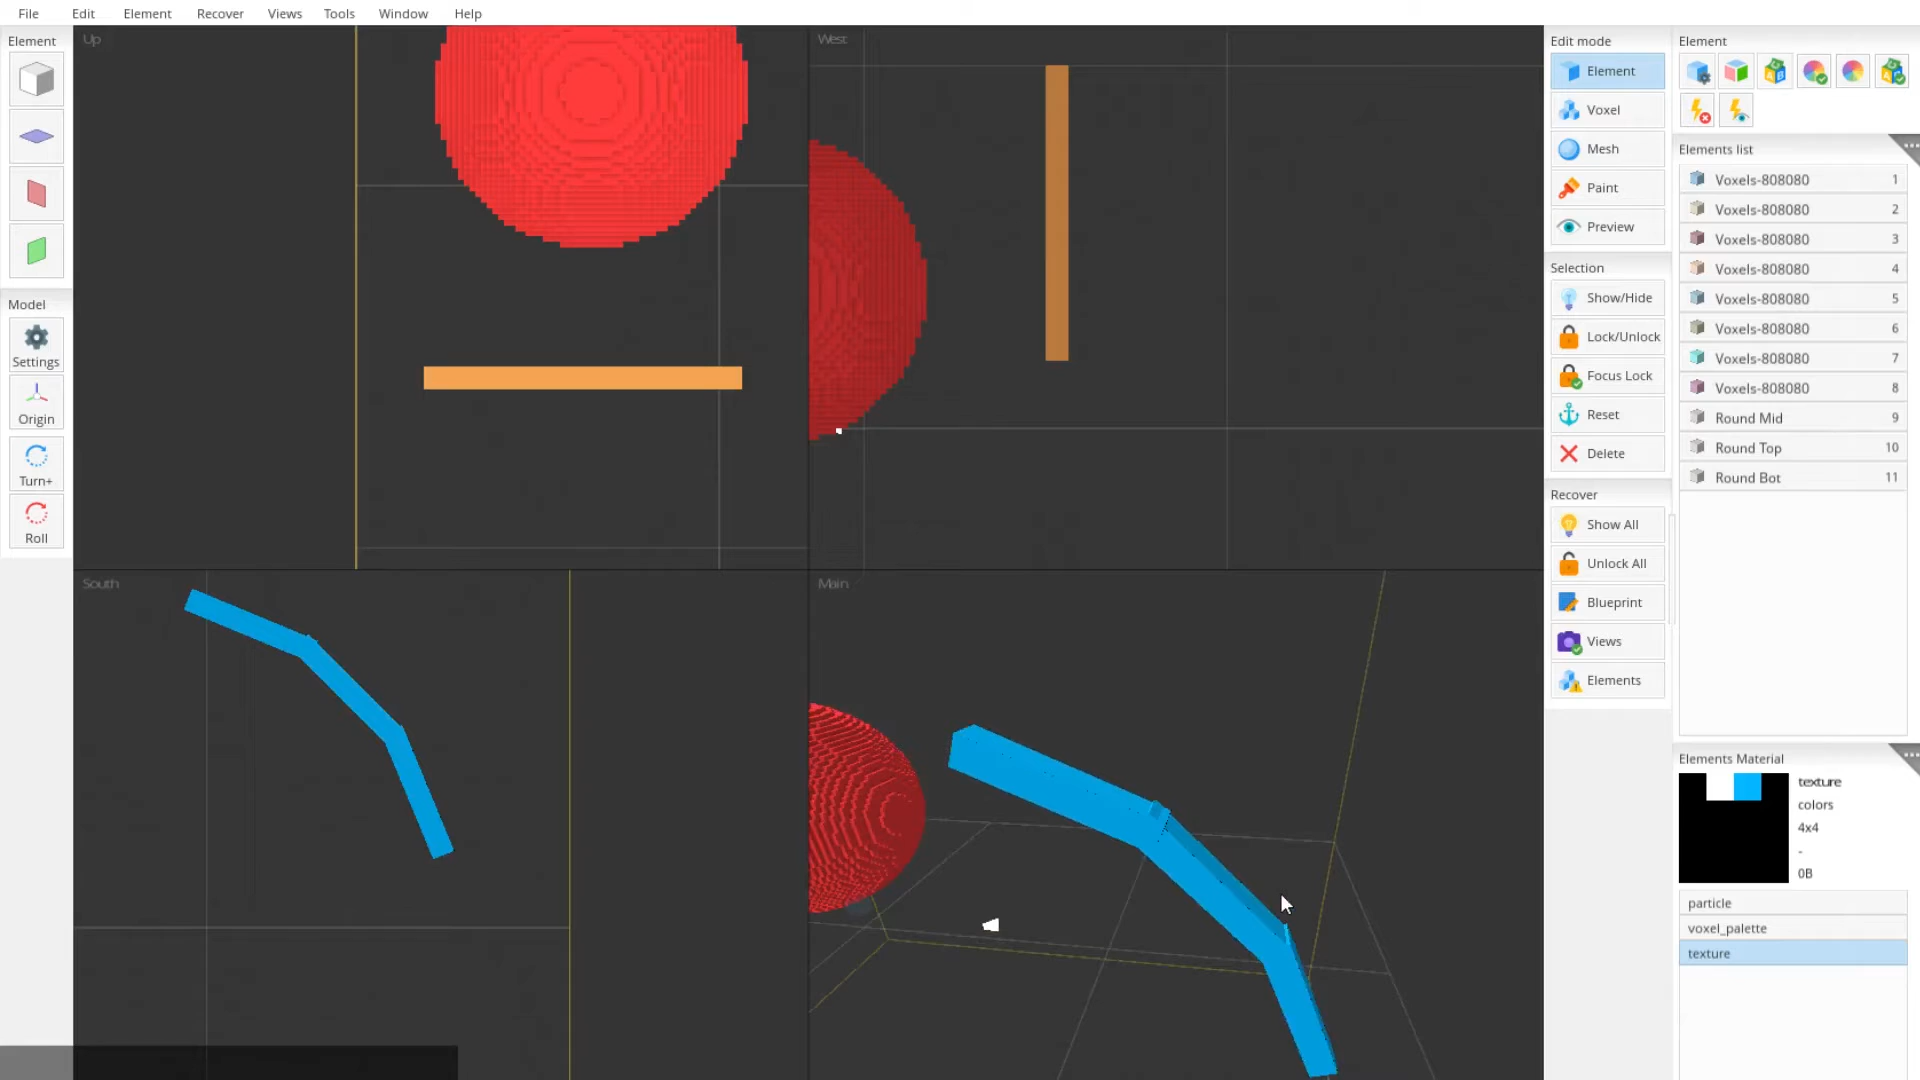 File Edit Element Recover Views Tools Window Help
Element
Model
Settings
Origin
Turn+
Roll
Up
West
South
Main
Edit mode
Element
Voxel
Mesh
Paint
Preview
Selection
Show/Hide
Lock/Unlock
Focus Lock
Reset
Delete
Recover
Show All
Unlock All
Blueprint
Views
Elements
Element
Elements list
Voxels-808080 1
Voxels-808080 2
Voxels-808080 3
Voxels-808080 4
Voxels-808080 5
Voxels-808080 6
Voxels-808080 7
Voxels-808080 8
Round Mid 9
Round Top 10
Round Bot 11
Elements Material
texture
colors
4x4
-
0B
particle
voxel_palette
texture